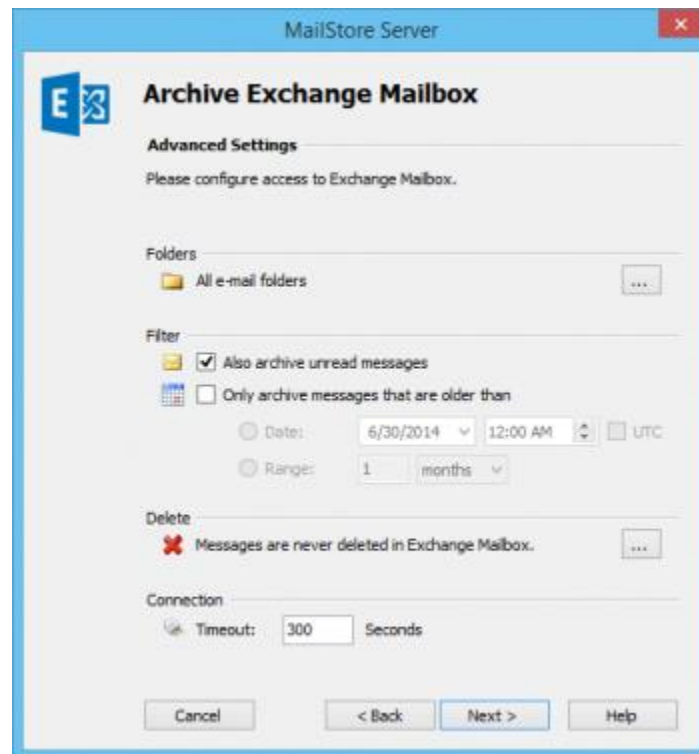 MailStore Server
E
Archive Exchange Mailbox
Advanced Settings
Please configure access to Exchange Mailbox.
Folders
All e-mail folders
...
Filter
Also archive unread messages
Only archive messages that are older than
Date: 6/30/2014 12:00 AM UTC
Range: 1 months
Delete
Messages are never deleted in Exchange Mailbox.
...
Connection
Timeout: 300 Seconds
Cancel < Back Next > Help